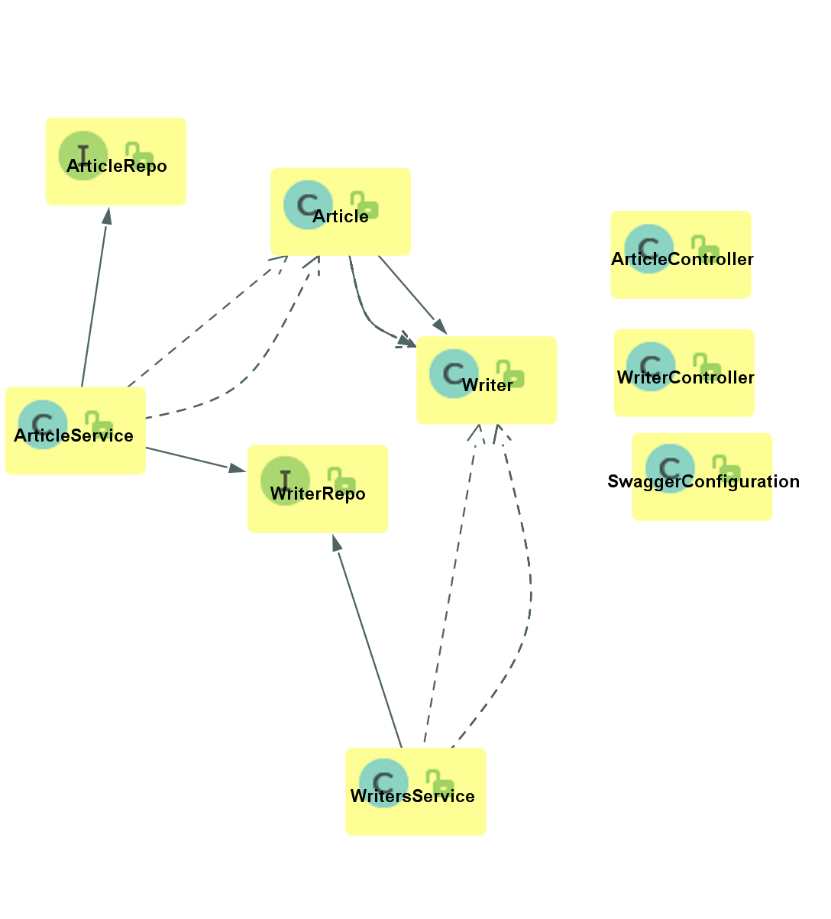 I
ArticleRepo
C
Article
C
ArticleController
C
Writer
C
WriterController
C
ArticleService
I
WriterRepo
C
SwaggerConfiguration
C
WritersService